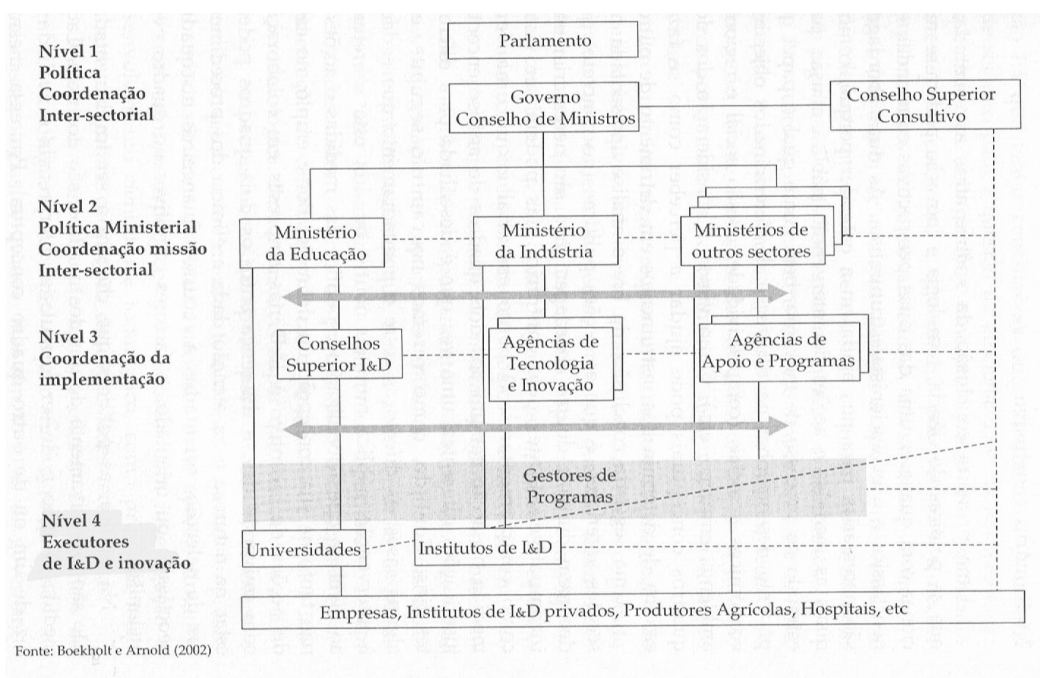 Nível 1
Política
Coordenação
Inter-sectorial
Parlamento
Governo
Conselho de Ministros
Conselho Superior
Consultivo
Nível 2
Política Ministerial
Coordenação missão
Inter-sectorial
Ministério
da Educação
Ministério
da Indústria
Ministérios de
outros sectores
Nível 3
Coordenação da
implementação
Conselhos
Superior I&D
Agências de
Tecnologia
e Inovação
Agências de
Apoio e Programas
Gestores de
Programas
Nível 4
Executores
de I&D e inovação
Universidades
Institutos de I&D
Empresas, Institutos de I&D privados, Produtores Agrícolas, Hospitais, etc
Fonte: Boekholt e Arnold (2002)